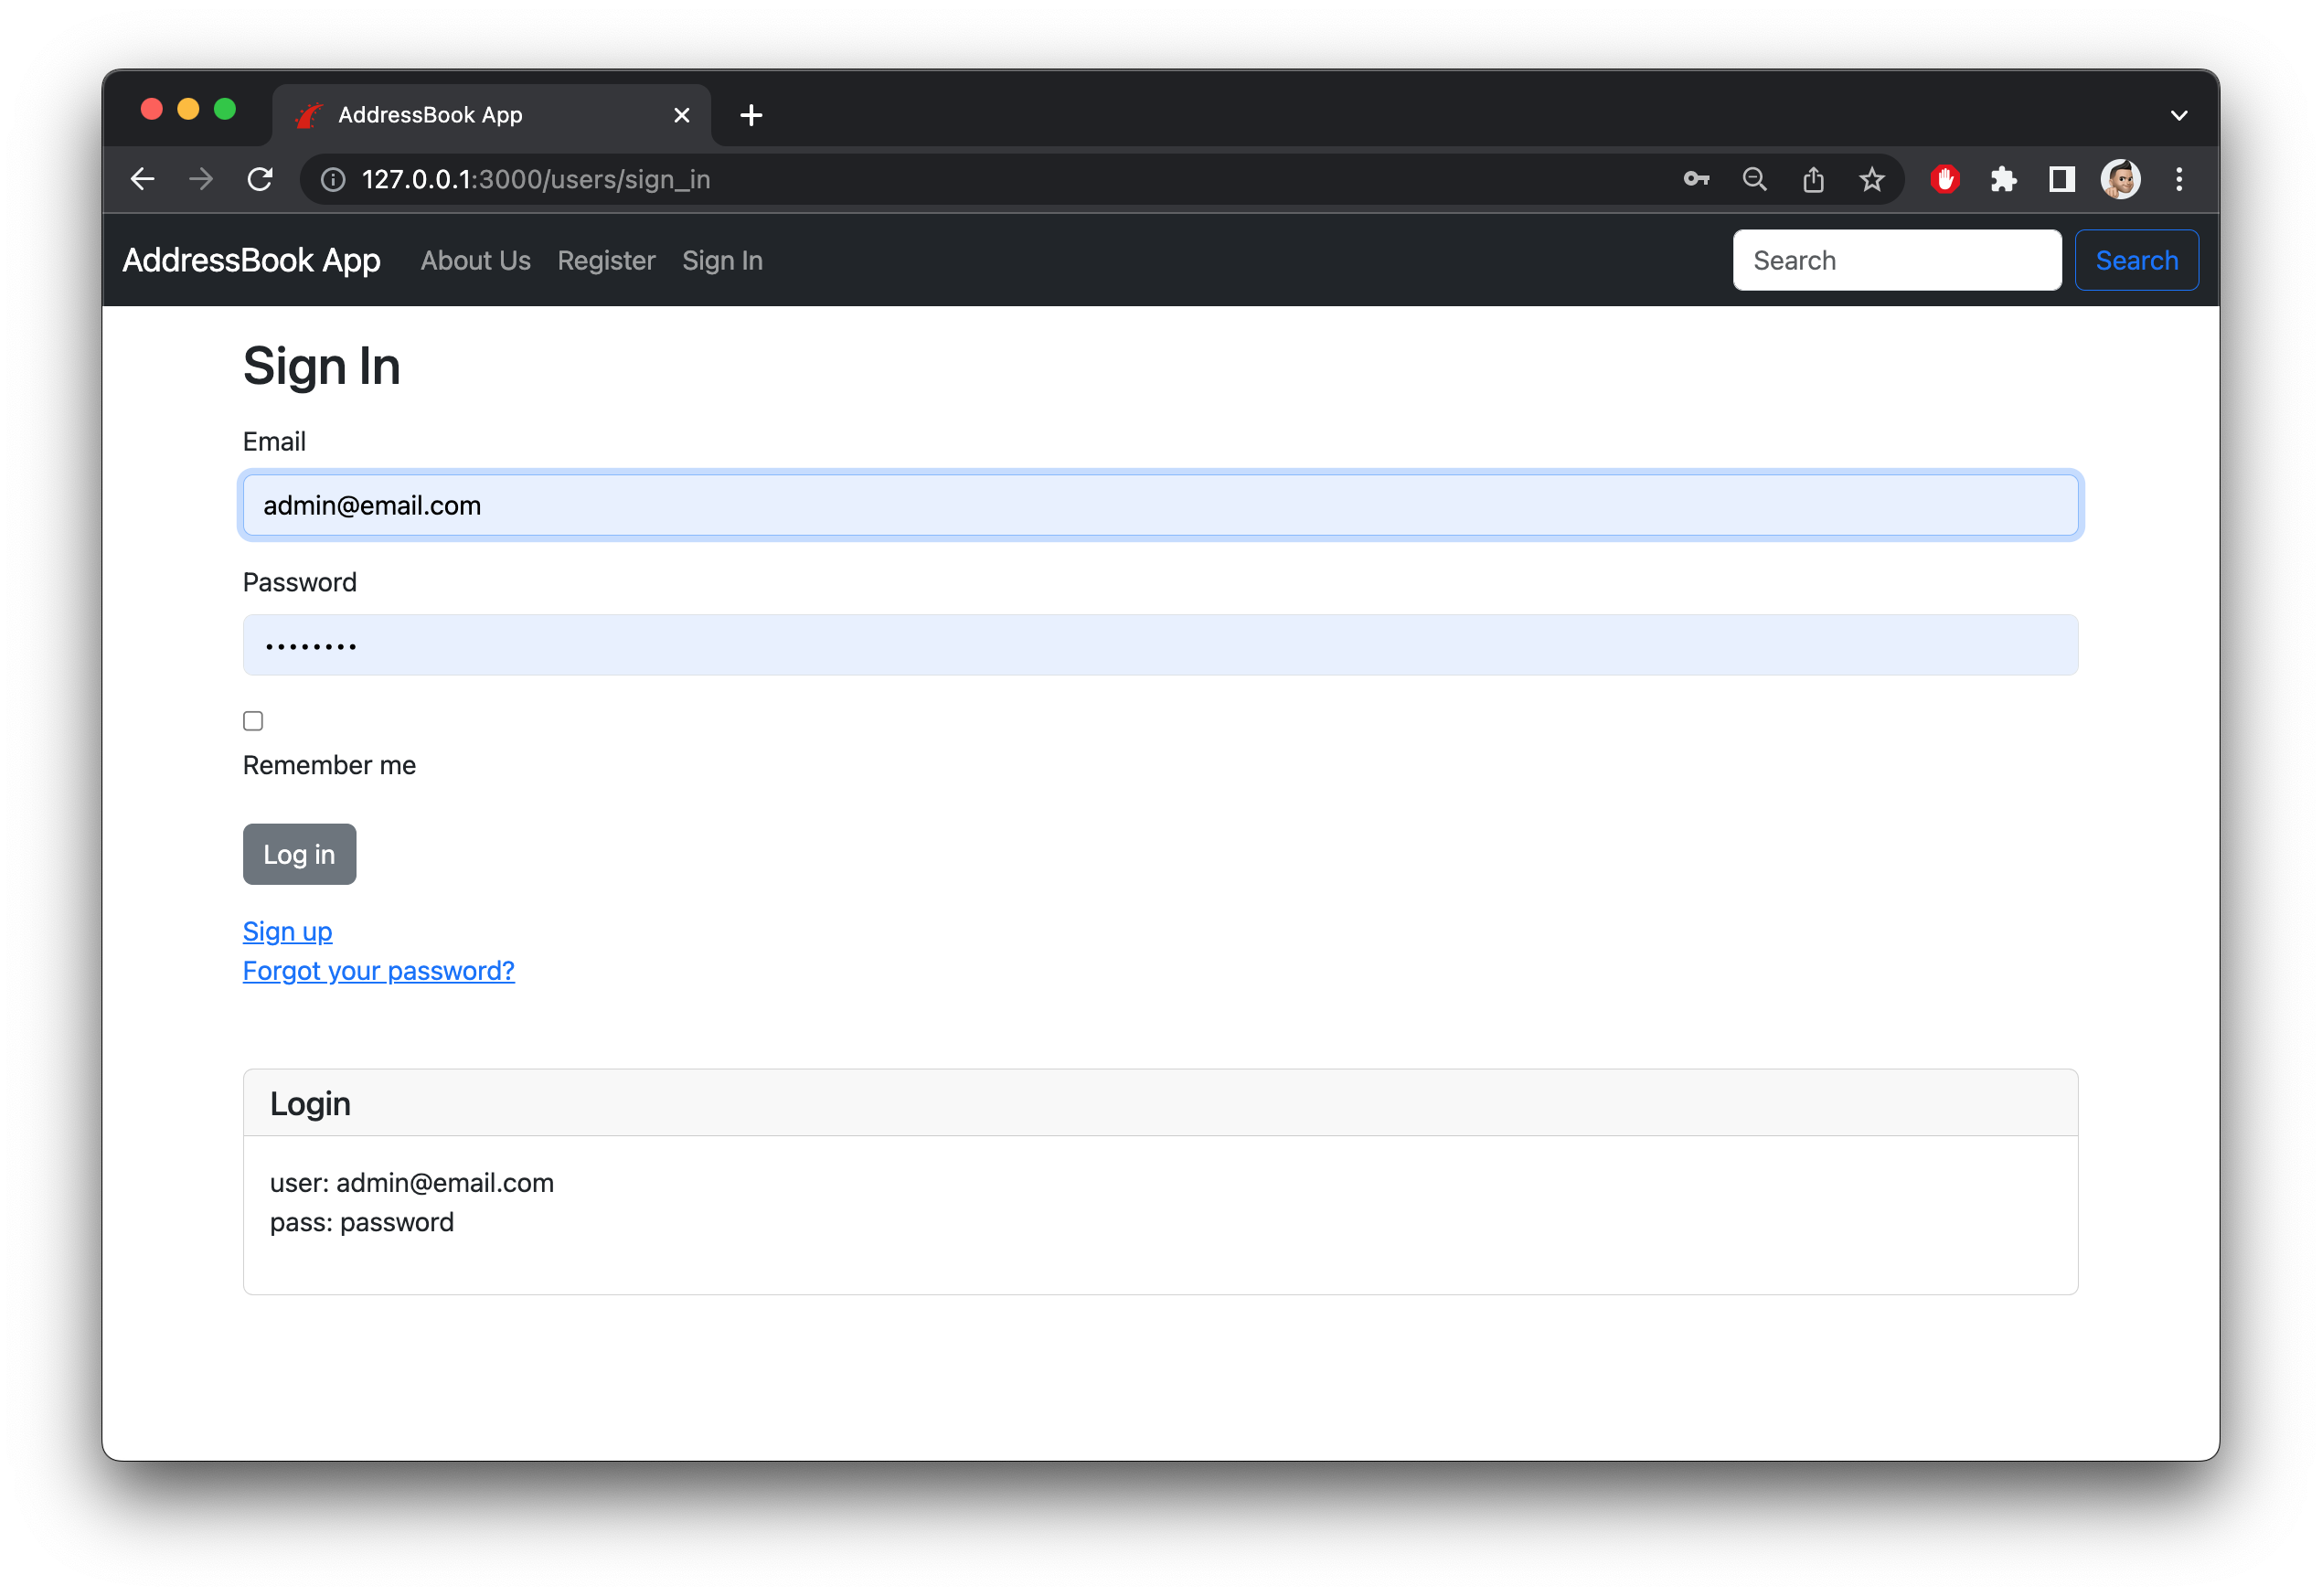 AddressBook App
127.0.0.1:3000/users/sign_in
AddressBook App About Us Register Sign In Search Search
Sign In
Email
admin@email.com
Password
••••••••
Remember me
Log in
Sign up
Forgot your password?
Login
user: admin@email.com
pass: password